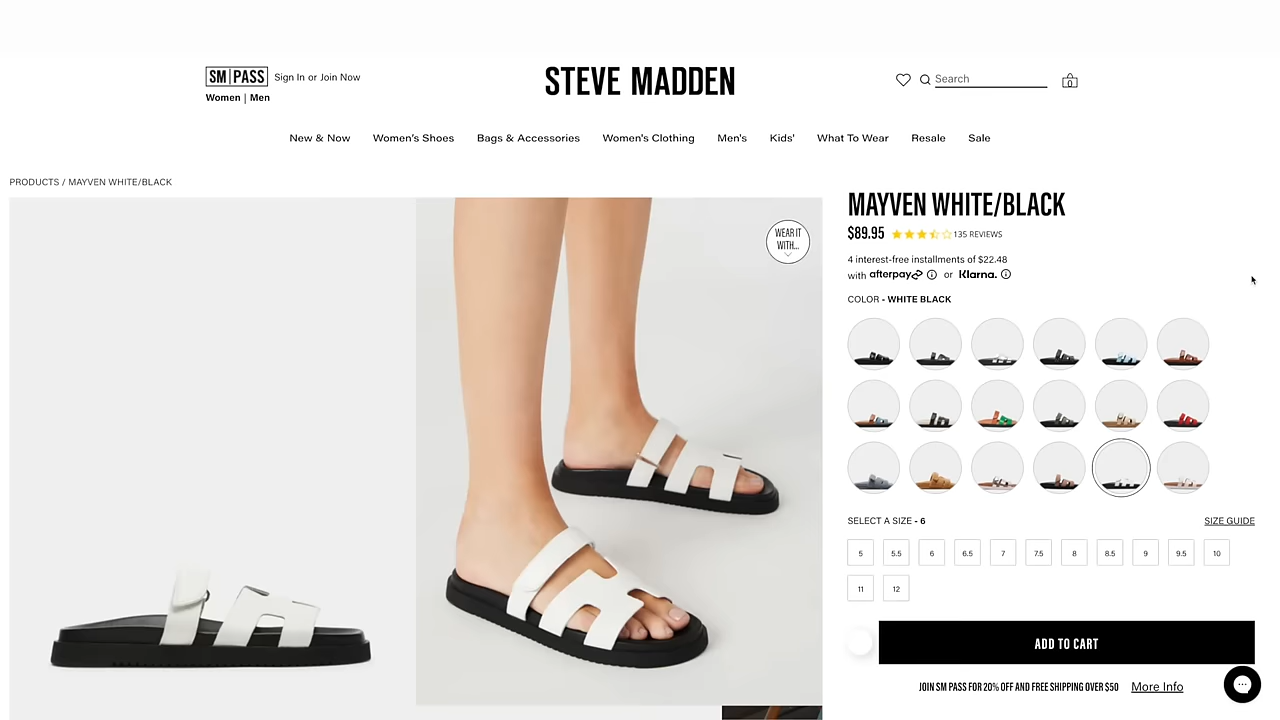 SM|PASS Sign In or Join Now
Women | Men
STEVE MADDEN
Search
0
New & Now Women's Shoes Bags & Accessories Women's Clothing Men's Kids' What To Wear Resale Sale
PRODUCTS / MAYVEN WHITE/BLACK
WEAR IT
WITH...
MAYVEN WHITE/BLACK
$89.95 135 REVIEWS
4 interest-free installments of $22.48
with afterpay or Klarna.
COLOR - WHITE BLACK
SELECT A SIZE - 6 SIZE GUIDE
5 5.5 6 6.5 7 7.5 8 8.5 9 9.5 10
11 12
ADD TO CART
JOIN SM PASS FOR 20% OFF AND FREE SHIPPING OVER $50 More Info